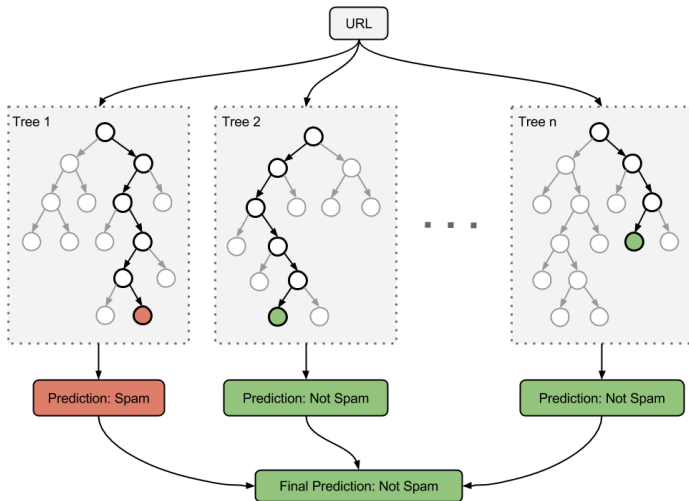 URL
Tree 1
Tree 2
Tree n
Prediction: Spam
Prediction: Not Spam
Prediction: Not Spam
Final Prediction: Not Spam